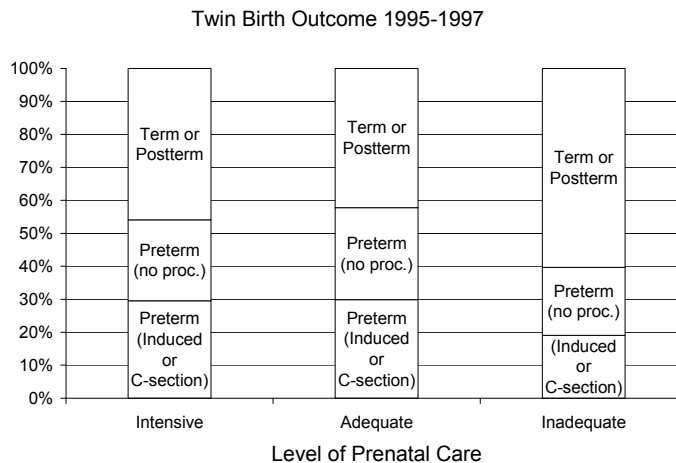 Twin Birth Outcome 1995-1997
100%
90%
80%
70%
60%
50%
40%
30%
20%
10%
0%
Term or
Postterm
Preterm
(no proc.)
Preterm
(Induced
or
C-section)
Term or
Postterm
Preterm
(no proc.)
Preterm
(Induced
or
C-section)
Term or
Postterm
Preterm
(no proc.)
(Induced
or
C-section)
Intensive
Adequate
Inadequate
Level of Prenatal Care